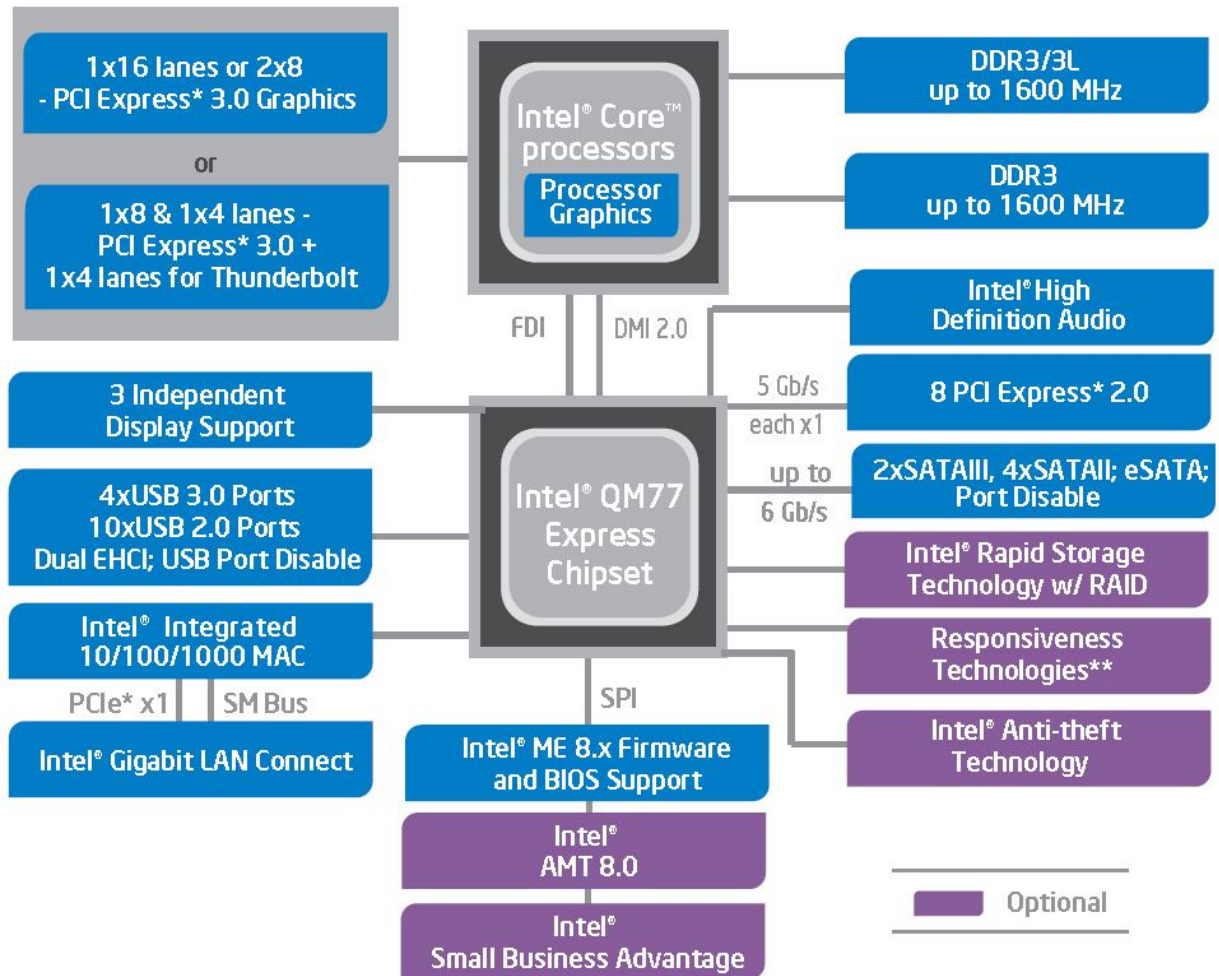 1x16 lanes or 2x8
- PCI Express* 3.0 Graphics
or
1x8 & 1x4 lanes -
PCI Express* 3.0 +
1x4 lanes for Thunderbolt
Intel® Core™
processors
Processor
Graphics
DDR3/3L
up to 1600 MHz
DDR3
up to 1600 MHz
FDI
DMI 2.0
Intel® High
Definition Audio
5 Gb/s
each x1
8 PCI Express* 2.0
3 Independent
Display Support
Intel® QM77
Express
Chipset
up to
6 Gb/s
2xSATAIII, 4xSATAII; eSATA;
Port Disable
4xUSB 3.0 Ports
10xUSB 2.0 Ports
Dual EHCI; USB Port Disable
Intel® Rapid Storage
Technology w/ RAID
Intel® Integrated
10/100/1000 MAC
Responsiveness
Technologies**
PCIe* x1
SM Bus
SPI
Intel® Gigabit LAN Connect
Intel® ME 8.x Firmware
and BIOS Support
Intel® Anti-theft
Technology
Intel®
AMT 8.0
Intel®
Small Business Advantage
Optional